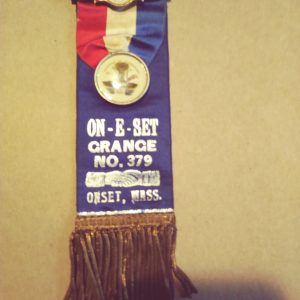 ON-E-SET
GRANGE
NO. 379
ONSET, MASS.